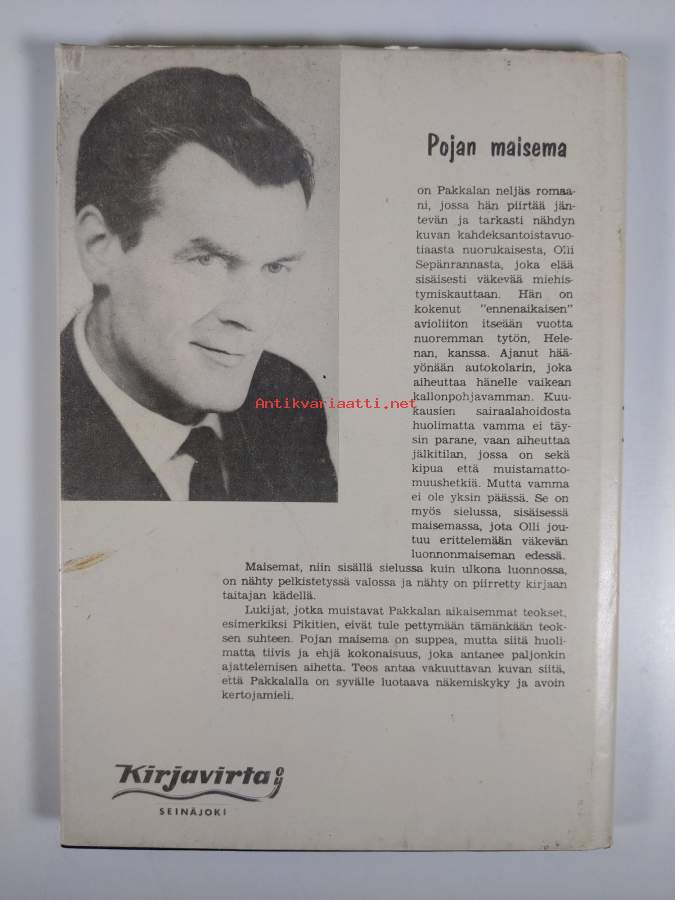 Pojan maisema
on Pakkalan neljäs romaa-
ni, jossa hän piirtää jän-
tevän ja tarkasti nähdyn
kuvan kahdeksantoistavuo-
tiaasta nuorukaisesta, Olli
Sepänrannasta, joka elää
sisäisesti väkevää miehis-
tymiskauttaan. Hän on
kokenut "ennenaikaisen"
avioliiton itseään vuotta
nuoremman tytön, Hele-
nan, kanssa. Ajanut hää-
yönään autokolarin, joka
aiheuttaa hänelle vaikean
kallonpohjavamman. Kuu-
kausien sairaalahoidosta
huolimatta vamma ei täy-
sin parane, vaan aiheuttaa
jälkitilan, jossa on sekä
kipua että muistamatto-
muushetkiä. Mutta vamma
ei ole yksin päässä. Se on
myös sielussa, sisäisessä
maisemassa, jota Olli jou-
tuu erittelemään väkevän
luonnonmaiseman edessä.
Maisemat, niin sisällä sielussa kuin ulkona luonnossa,
on nähty pelkistetyssä valossa ja nähty on piirretty kirjaan
taitajan kädellä.
Lukijat, jotka muistavat Pakkalan aikaisemmat teokset,
esimerkiksi Pikitien, eivät tule pettymään tämänkään teok-
sen suhteen. Pojan maisema on suppea, mutta siitä huoli-
matta tiivis ja ehjä kokonaisuus, joka antanee paljonkin
ajattelemisen aihetta. Teos antaa vakuuttavan kuvan siitä,
että Pakkalalla on syvälle luotaava näkemiskyky ja avoin
kertojamieli.
Antikvariaatti.net
Kirjavirta oy
SEINÄJOKI